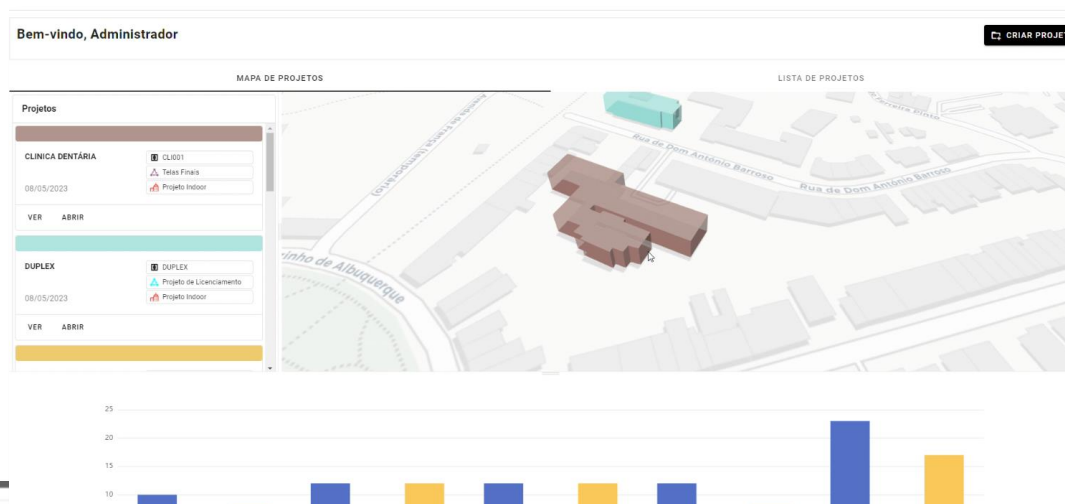 Bem-vindo, Administrador
CRIAR PROJET
MAPA DE PROJETOS
LISTA DE PROJETOS
Projetos
CLINICA DENTÁRIA
CLI001
Telas Finais
08/05/2023
Projeto Indoor
VER ABRIR
DUPLEX
DUPLEX
Projeto de Licenciamento
08/05/2023
Projeto Indoor
VER ABRIR
Rua de Dom António Barroso
Rua de Dom António Barroso
Ferreira Pinto
inho de Albuquerque
25
20
15
10